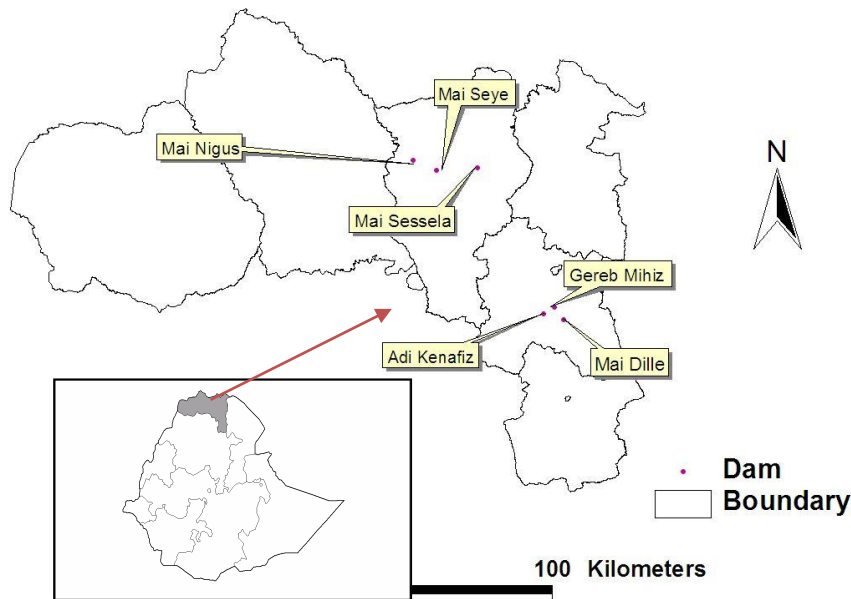 Mai Seye
Mai Nigus
N
Mai Sessela
Gereb Mihiz
Adi Kenafiz
Mai Dille
Dam
Boundary
100 Kilometers